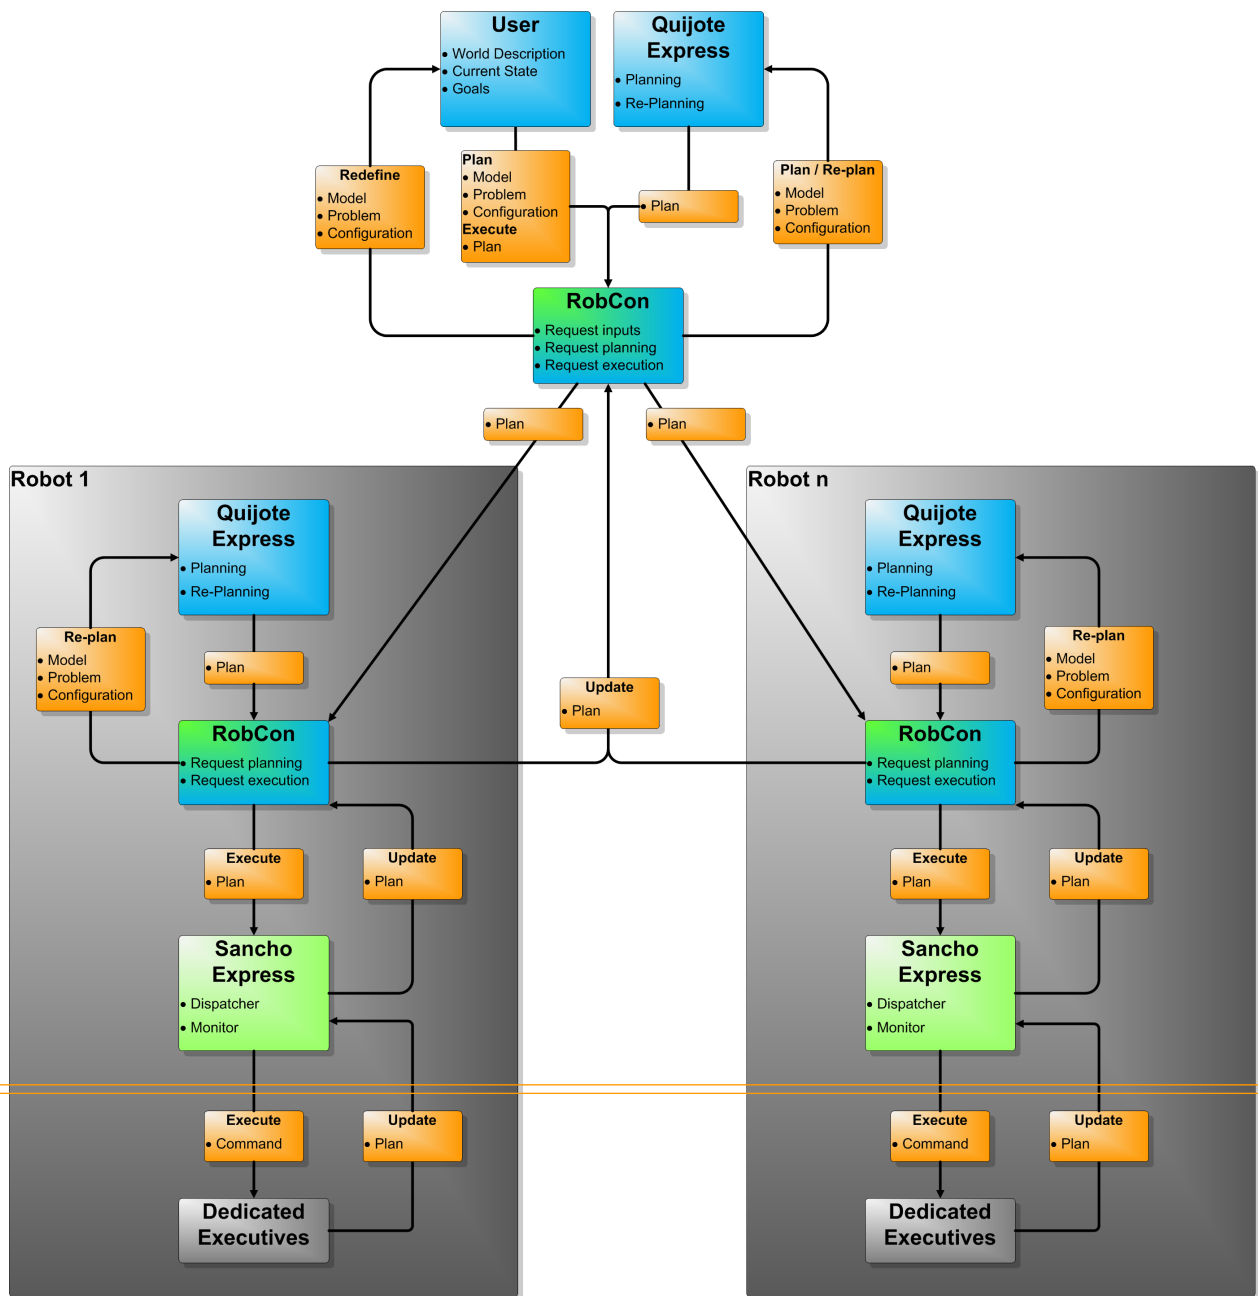 User
• World Description
• Current State
• Goals
Quijote
Express
• Planning
• Re-Planning
Redefine
• Model
• Problem
• Configuration
Plan
• Model
• Problem
• Configuration
Execute
• Plan
• Plan
Plan / Re-plan
• Model
• Problem
• Configuration
RobCon
• Request inputs
• Request planning
• Request execution
• Plan
• Plan
Robot 1
Quijote
Express
• Planning
• Re-Planning
Re-plan
• Model
• Problem
• Configuration
• Plan
RobCon
• Request planning
• Request execution
Execute
• Plan
Update
• Plan
Sancho
Express
• Dispatcher
• Monitor
Execute
• Command
Update
• Plan
Dedicated
Executives
Update
• Plan
Robot n
Quijote
Express
• Planning
• Re-Planning
• Plan
Re-plan
• Model
• Problem
• Configuration
RobCon
• Request planning
• Request execution
Execute
• Plan
Update
• Plan
Sancho
Express
• Dispatcher
• Monitor
Execute
• Command
Update
• Plan
Dedicated
Executives